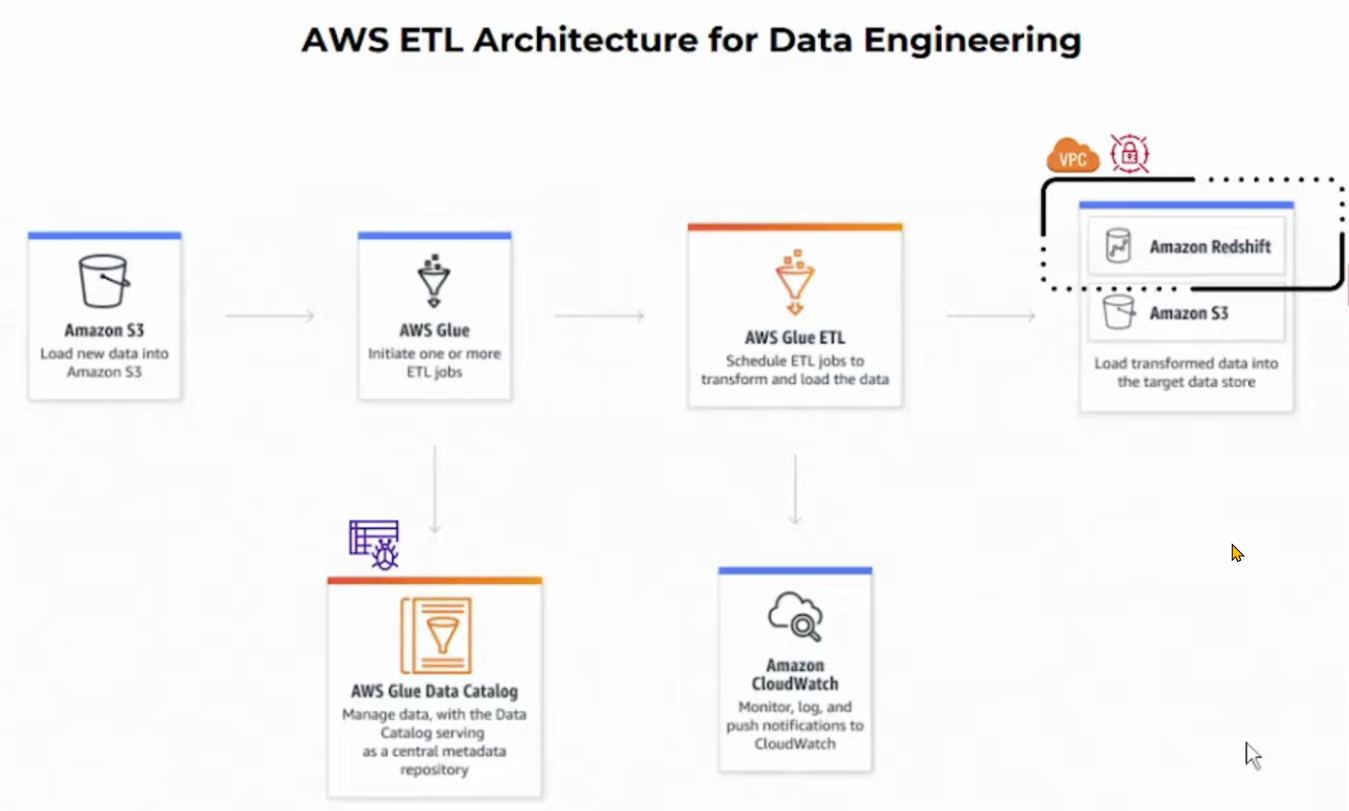 AWS ETL Architecture for Data Engineering
VPC
Amazon S3
Load new data into
Amazon S3
AWS Glue
Initiate one or more
ETL jobs
AWS Glue ETL
Schedule ETL jobs to
transform and load the data
Amazon Redshift
Amazon S3
Load transformed data into
the target data store
AWS Glue Data Catalog
Manage data, with the Data
Catalog serving
as a central metadata
repository
Amazon
CloudWatch
Monitor, log, and
push notifications to
CloudWatch